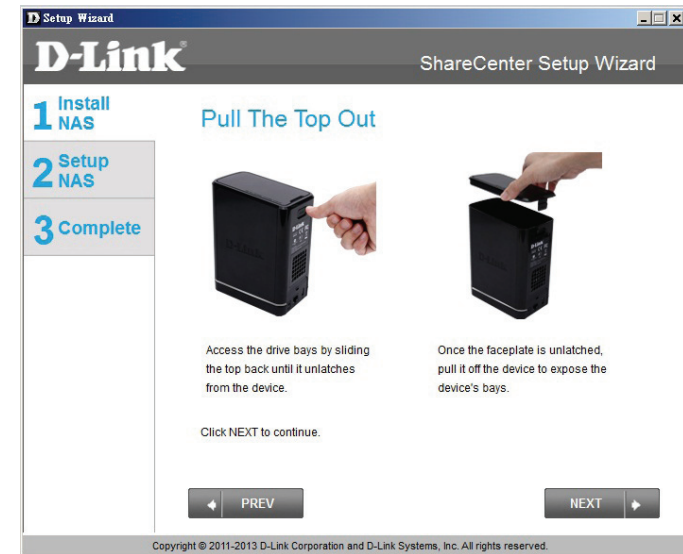 Setup Wizard
D-Link
ShareCenter Setup Wizard
1 Install
NAS
2 Setup
NAS
3 Complete
Pull The Top Out
Access the drive bays by sliding
the top back until it unlatches
from the device.
Once the faceplate is unlatched,
pull it off the device to expose the
device's bays.
Click NEXT to continue.
PREV
NEXT
Copyright © 2011-2013 D-Link Corporation and D-Link Systems, Inc. All rights reserved.